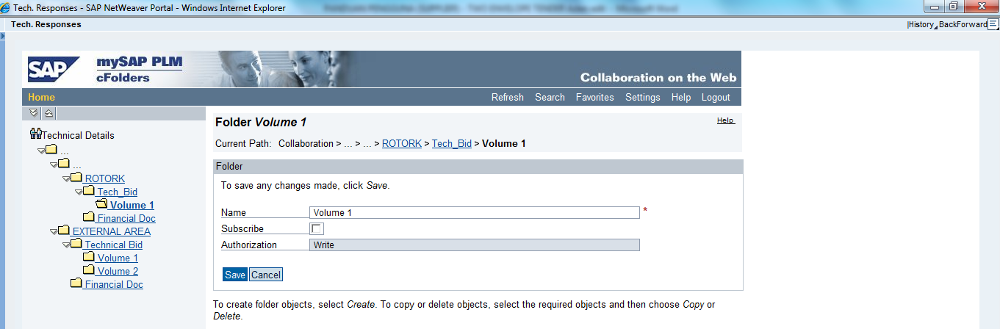 Tech. Responses - SAP NetWeaver Portal - Windows Internet Explorer
Tech. Responses
|History
BackForward
SAP
mySAP PLM
cFolders
Collaboration on the Web
Home
Refresh Search Favorites Settings Help Logout
Technical Details
...
...
ROTORK
Tech_Bid
Volume 1
Financial Doc
EXTERNAL AREA
Technical Bid
Volume 1
Volume 2
Financial Doc
Folder Volume 1
Help
Current Path: Collaboration > ... > ... > ROTORK > Tech_Bid > Volume 1
Folder
To save any changes made, click Save.
Name Volume 1 *
Subscribe
Authorization Write
Save Cancel
To create folder objects, select Create. To copy or delete objects, select the required objects and then choose Copy or
Delete.